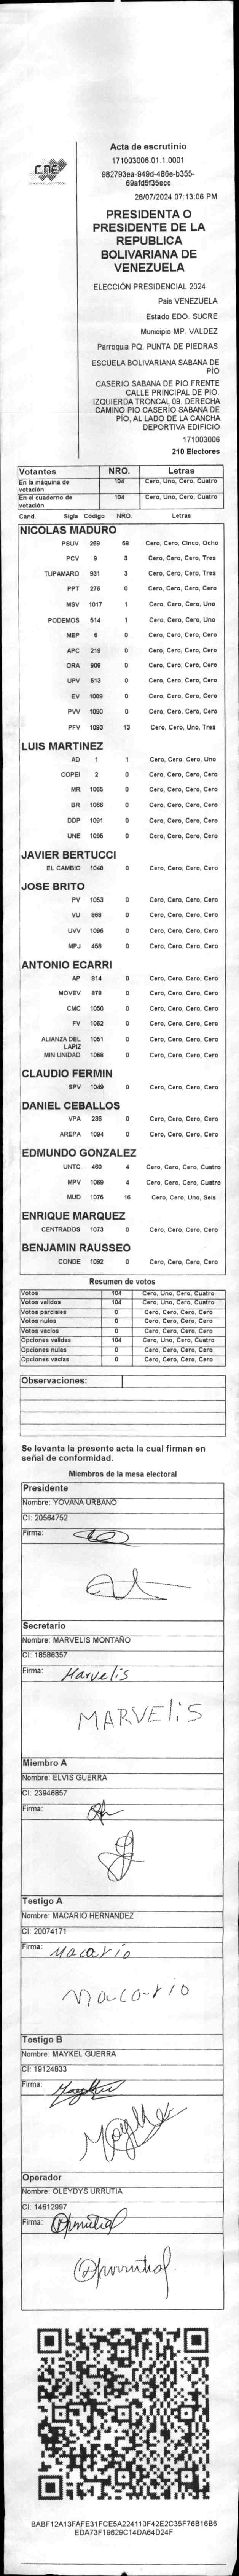 CNE
Acta de escrutinio
171003006.01.1.0001
982793ea-949d-486e-b355-
69afd5f35ecc
28/07/2024 07:13:06 PM
PRESIDENTA O
PRESIDENTE DE LA
REPUBLICA
BOLIVARIANA DE
VENEZUELA
ELECCIÓN PRESIDENCIAL 2024
País VENEZUELA
Estado EDO. SUCRE
Municipio MP. VALDEZ
Parroquia PQ. PUNTA DE PIEDRAS
ESCUELA BOLIVARIANA SABANA DE
PÍO
CASERIO SABANA DE PIO FRENTE
CALLE PRINCIPAL DE PIO.
IZQUIERDA TRONCAL 09. DERECHA
CAMINO PIO CASERÍO SABANA DE
PÍO, AL LADO DE LA CANCHA
DEPORTIVA EDIFICIO
171003006
210 Electores
Votantes NRO. Letras
En la máquina de votación 104 Cero, Uno, Cero, Cuatro
En el cuaderno de votación 104 Cero, Uno, Cero, Cuatro
Cand. Sigla Código NRO. Letras
NICOLAS MADURO
PSUV 269 58 Cero, Cero, Cinco, Ocho
PCV 9 3 Cero, Cero, Cero, Tres
TUPAMARO 931 3 Cero, Cero, Cero, Tres
PPT 276 0 Cero, Cero, Cero, Cero
MSV 1017 1 Cero, Cero, Cero, Uno
PODEMOS 514 1 Cero, Cero, Cero, Uno
MEP 6 0 Cero, Cero, Cero, Cero
APC 219 0 Cero, Cero, Cero, Cero
ORA 906 0 Cero, Cero, Cero, Cero
UPV 513 0 Cero, Cero, Cero, Cero
EV 1089 0 Cero, Cero, Cero, Cero
PVV 1090 0 Cero, Cero, Cero, Cero
PFV 1093 13 Cero, Cero, Uno, Tres
LUIS MARTINEZ
AD 1 1 Cero, Cero, Cero, Uno
COPEI 2 0 Cero, Cero, Cero, Cero
MR 1065 0 Cero, Cero, Cero, Cero
BR 1066 0 Cero, Cero, Cero, Cero
DDP 1091 0 Cero, Cero, Cero, Cero
UNE 1095 0 Cero, Cero, Cero, Cero
JAVIER BERTUCCI
EL CAMBIO 1048 0 Cero, Cero, Cero, Cero
JOSE BRITO
PV 1053 0 Cero, Cero, Cero, Cero
VU 868 0 Cero, Cero, Cero, Cero
UVV 1096 0 Cero, Cero, Cero, Cero
MPJ 458 0 Cero, Cero, Cero, Cero
ANTONIO ECARRI
AP 814 0 Cero, Cero, Cero, Cero
MOVEV 879 0 Cero, Cero, Cero, Cero
CMC 1050 0 Cero, Cero, Cero, Cero
FV 1062 0 Cero, Cero, Cero, Cero
ALIANZA DEL LAPIZ 1051 0 Cero, Cero, Cero, Cero
MIN UNIDAD 1068 0 Cero, Cero, Cero, Cero
CLAUDIO FERMIN
SPV 1049 0 Cero, Cero, Cero, Cero
DANIEL CEBALLOS
VPA 236 0 Cero, Cero, Cero, Cero
AREPA 1094 0 Cero, Cero, Cero, Cero
EDMUNDO GONZALEZ
UNTC 460 4 Cero, Cero, Cero, Cuatro
MPV 1069 4 Cero, Cero, Cero, Cuatro
MUD 1075 16 Cero, Cero, Uno, Seis
ENRIQUE MARQUEZ
CENTRADOS 1073 0 Cero, Cero, Cero, Cero
BENJAMIN RAUSSEO
CONDE 1092 0 Cero, Cero, Cero, Cero
Resumen de votos
Votos 104 Cero, Uno, Cero, Cuatro
Votos validos 104 Cero, Uno, Cero, Cuatro
Votos parciales 0 Cero, Cero, Cero, Cero
Votos nulos 0 Cero, Cero, Cero, Cero
Votos vacios 0 Cero, Cero, Cero, Cero
Opciones validas 104 Cero, Uno, Cero, Cuatro
Opciones nulas 0 Cero, Cero, Cero, Cero
Opciones vacias 0 Cero, Cero, Cero, Cero
Observaciones:
Se levanta la presente acta la cual firman en
señal de conformidad.
Miembros de la mesa electoral
Presidente
Nombre: YOVANA URBANO
CI: 20564752
Firma:
Secretario
Nombre: MARVELIS MONTAÑO
CI: 18586357
Firma: Marvelis
MARVELIS
Miembro A
Nombre: ELVIS GUERRA
CI: 23946857
Firma:
Testigo A
Nombre: MACARIO HERNANDEZ
CI: 20074171
Firma: Macario
Macario
Testigo B
Nombre: MAYKEL GUERRA
CI: 19124833
Firma:
Operador
Nombre: OLEYDYS URRUTIA
CI: 14612997
Firma:
BABF12A13FAFE31FCE5A224110F42E2C35F76B16B6
EDA73F19629C14DA64D24F